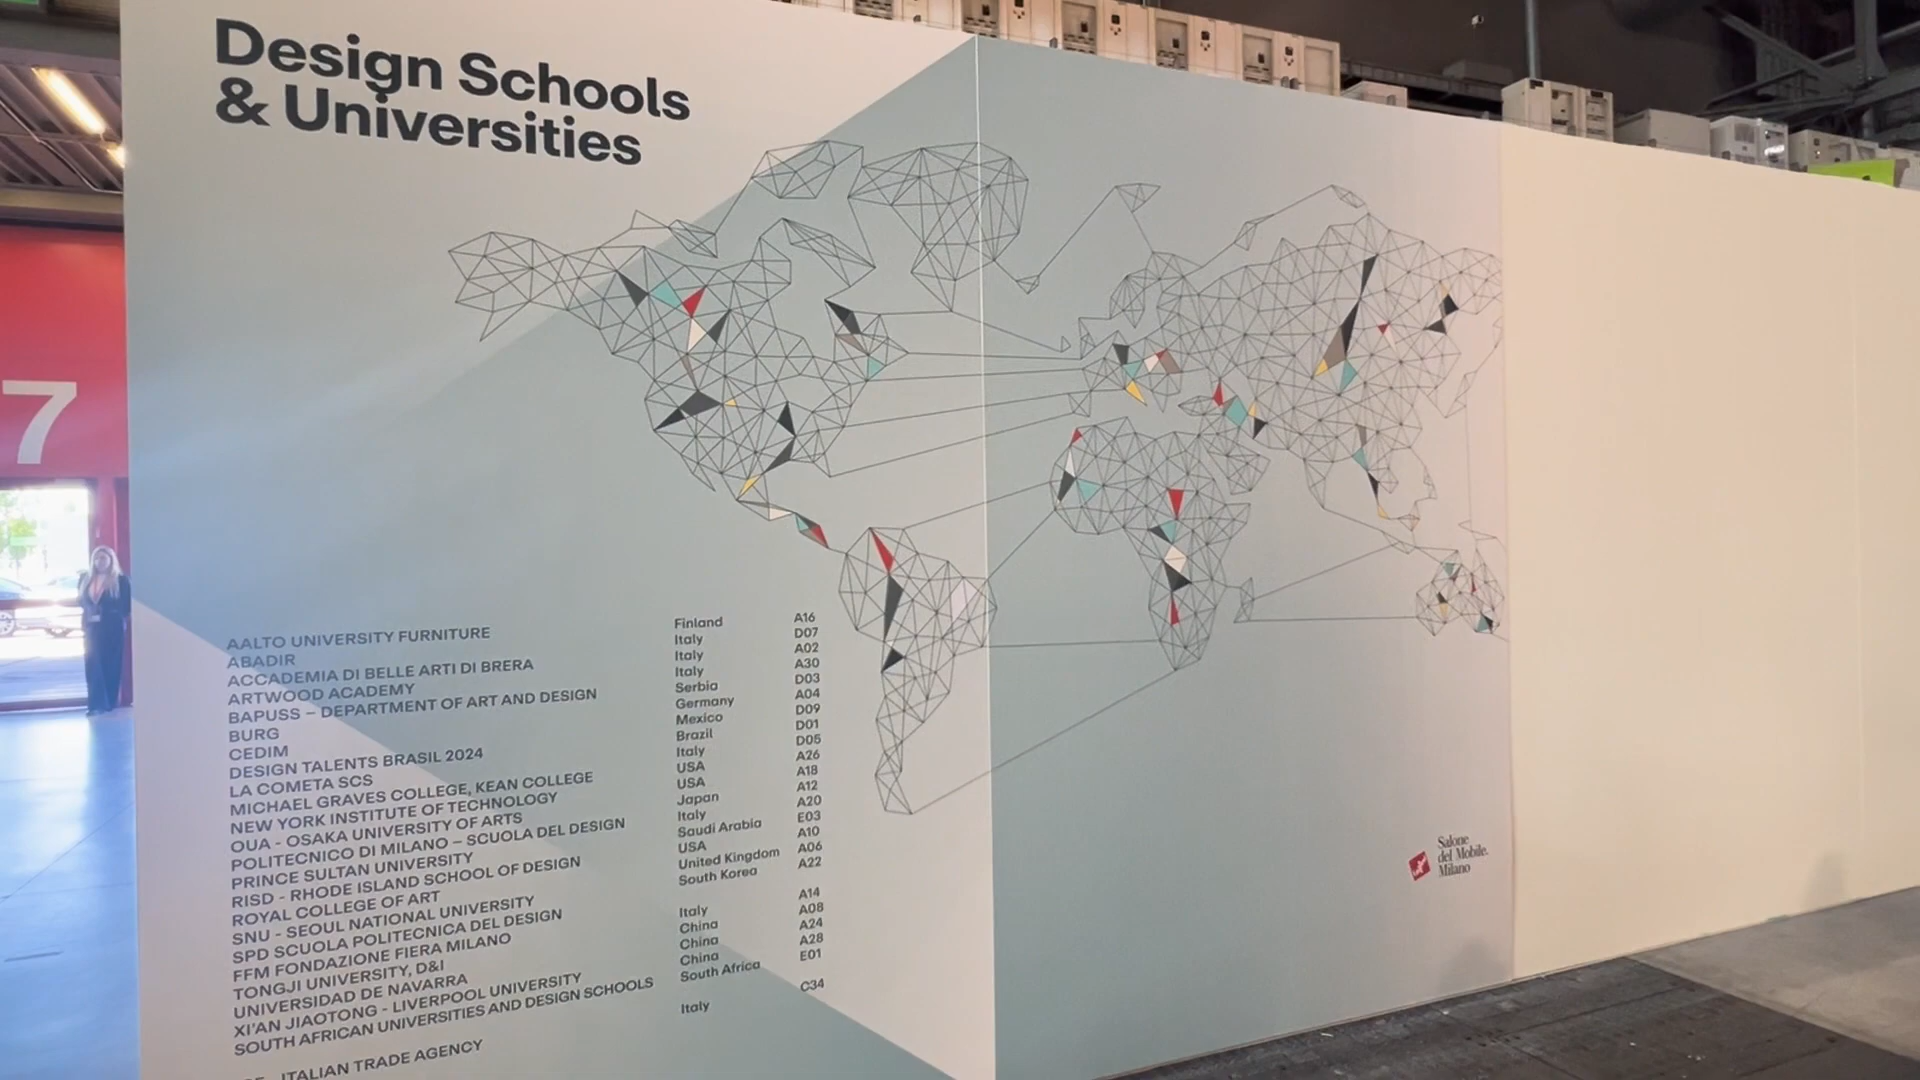 Design Schools
& Universities
7
AALTO UNIVERSITY FURNITURE Finland A16
ABADIR Italy D07
ACCADEMIA DI BELLE ARTI DI BRERA Italy A02
ARTWOOD ACADEMY Italy A30
BAPUSS – DEPARTMENT OF ART AND DESIGN Serbia D03
BURG Germany A04
CEDIM Mexico D09
DESIGN TALENTS BRASIL 2024 Brazil D01
LA COMETA SCS Italy D05
MICHAEL GRAVES COLLEGE, KEAN COLLEGE USA A26
NEW YORK INSTITUTE OF TECHNOLOGY USA A18
OUA - OSAKA UNIVERSITY OF ARTS Japan A12
POLITECNICO DI MILANO – SCUOLA DEL DESIGN Italy A20
PRINCE SULTAN UNIVERSITY Saudi Arabia E03
RISD - RHODE ISLAND SCHOOL OF DESIGN USA A10
ROYAL COLLEGE OF ART United Kingdom A06
SNU - SEOUL NATIONAL UNIVERSITY South Korea A22
SPD SCUOLA POLITECNICA DEL DESIGN
FFM FONDAZIONE FIERA MILANO Italy A14
TONGJI UNIVERSITY, D&I China A08
UNIVERSIDAD DE NAVARRA China A24
XI'AN JIAOTONG - LIVERPOOL UNIVERSITY China A28
SOUTH AFRICAN UNIVERSITIES AND DESIGN SCHOOLS South Africa E01
ITALIAN TRADE AGENCY Italy C34
Salone
del Mobile.
Milano